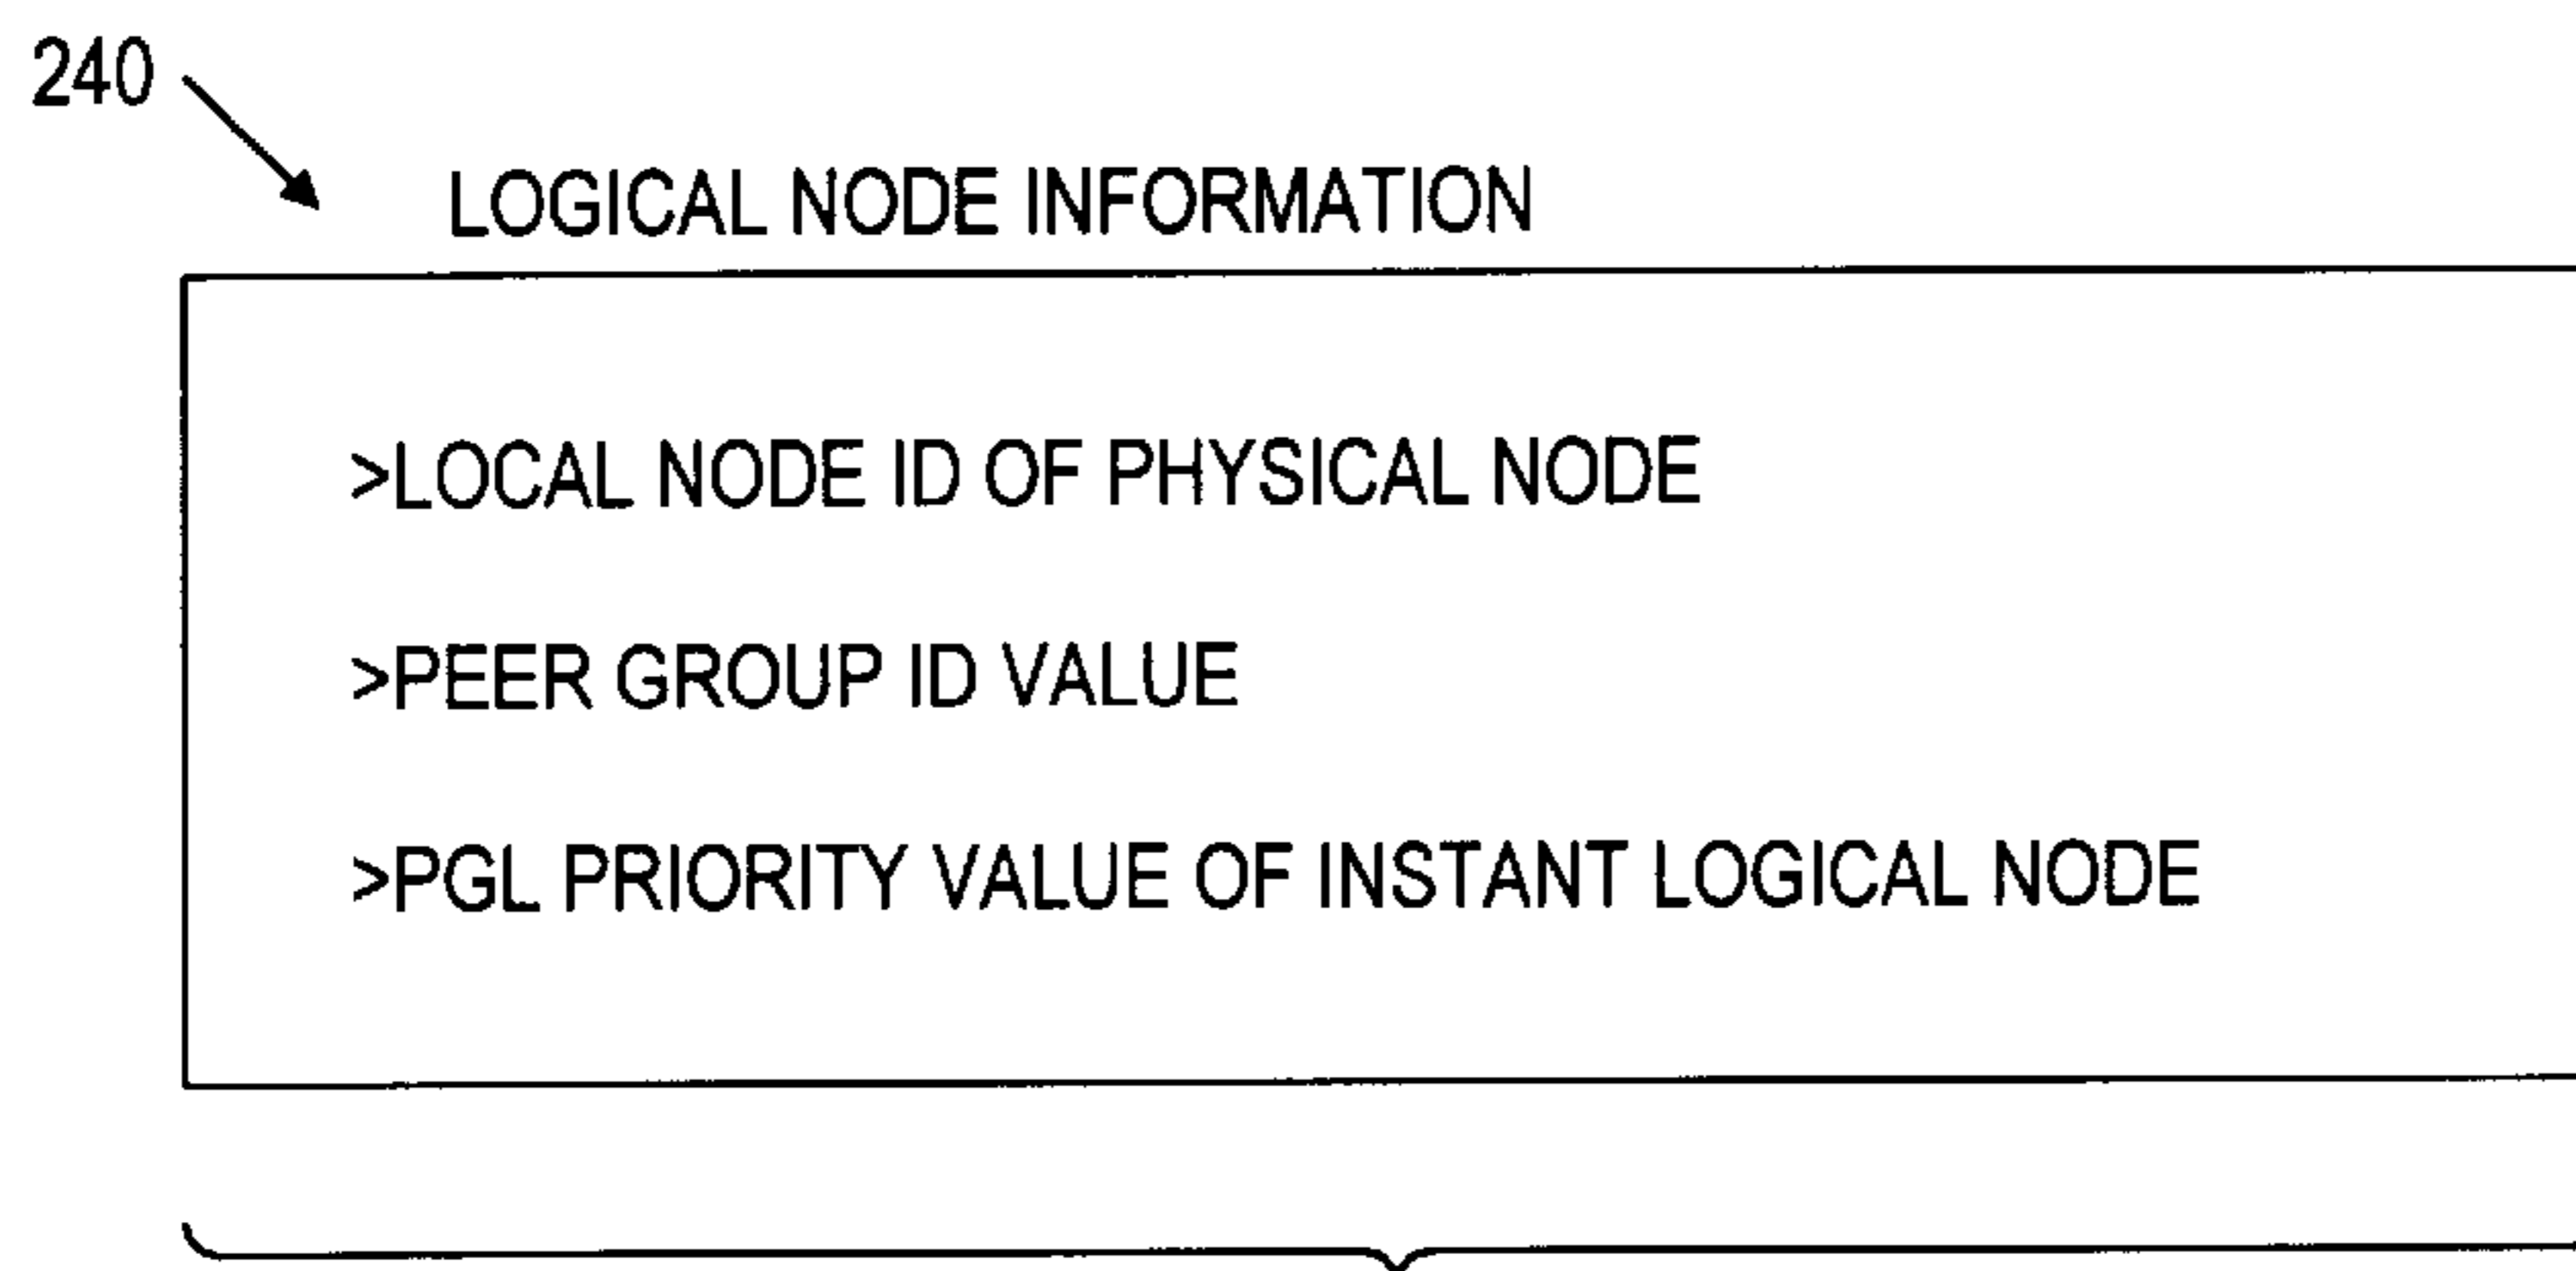 240
LOGICAL NODE INFORMATION
>LOCAL NODE ID OF PHYSICAL NODE
>PEER GROUP ID VALUE
>PGL PRIORITY VALUE OF INSTANT LOGICAL NODE